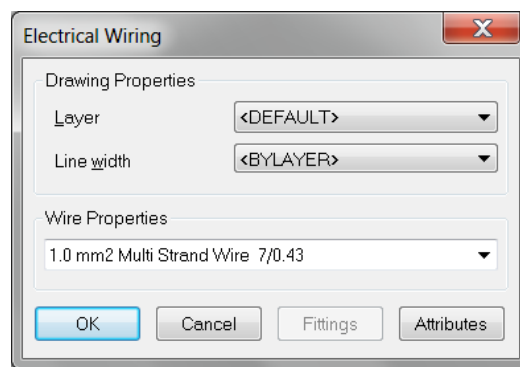 Electrical Wiring
Drawing Properties
Layer <DEFAULT>
Line width <BYLAYER>
Wire Properties
1.0 mm2 Multi Strand Wire 7/0.43
OK Cancel Fittings Attributes